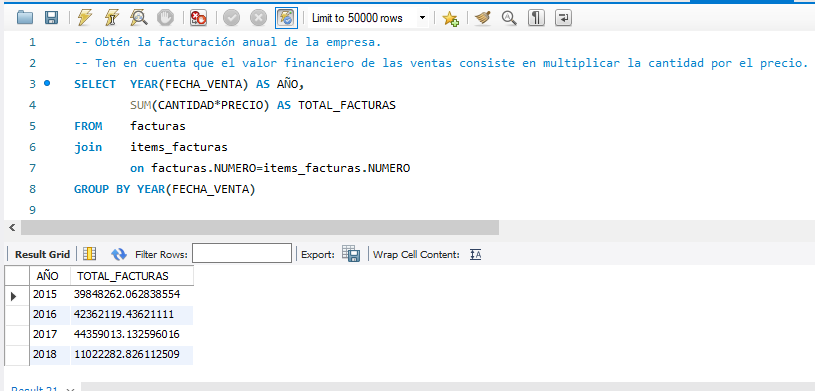 Limit to 50000 rows
1 -- Obtén la facturación anual de la empresa.
2 -- Ten en cuenta que el valor financiero de las ventas consiste en multiplicar la cantidad por el precio.
3 SELECT YEAR(FECHA_VENTA) AS AÑO,
4 SUM(CANTIDAD*PRECIO) AS TOTAL_FACTURAS
5 FROM facturas
6 join items_facturas
7 on facturas.NUMERO=items_facturas.NUMERO
8 GROUP BY YEAR(FECHA_VENTA)
9
Result Grid Filter Rows: Export: Wrap Cell Content: IA
AÑO TOTAL_FACTURAS
2015 39848262.062838554
2016 42362119.43621111
2017 44359013.132596016
2018 11022282.826112509
Result 21